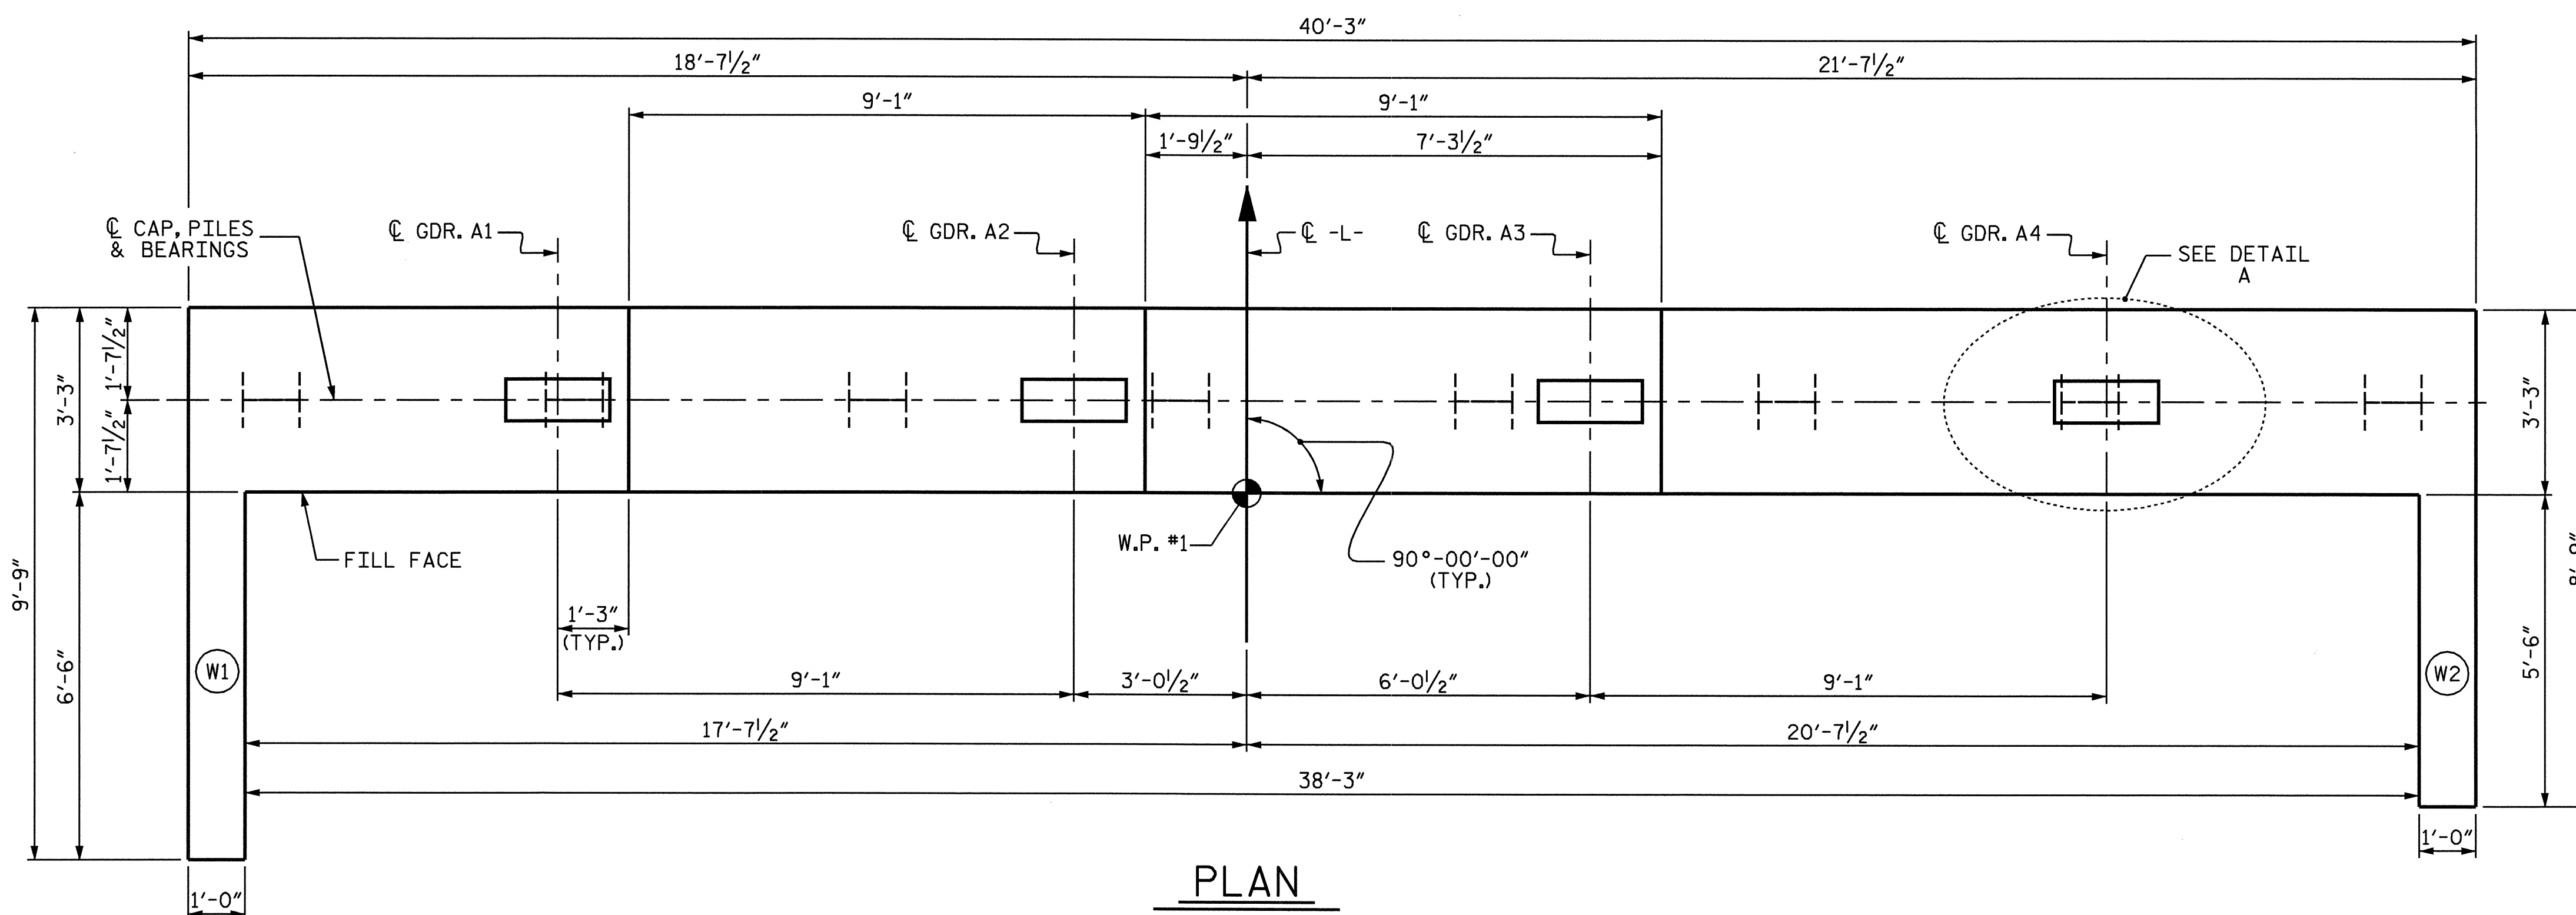 40'-3"
18'-7½"
21'-7½"
9'-1"
9'-1"
1'-9½"
7'-3½"
℄ CAP, PILES
& BEARINGS
℄ GDR. A1
℄ GDR. A2
℄ -L-
℄ GDR. A3
℄ GDR. A4
SEE DETAIL
A
9'-9"
3'-3"
1'-7½"
1'-7½"
6'-6"
3'-3"
5'-6"
FILL FACE
W.P. #1
90°-00'-00"
(TYP.)
1'-3"
(TYP.)
W1
W2
9'-1"
3'-0½"
6'-0½"
9'-1"
17'-7½"
20'-7½"
38'-3"
1'-0"
1'-0"
PLAN